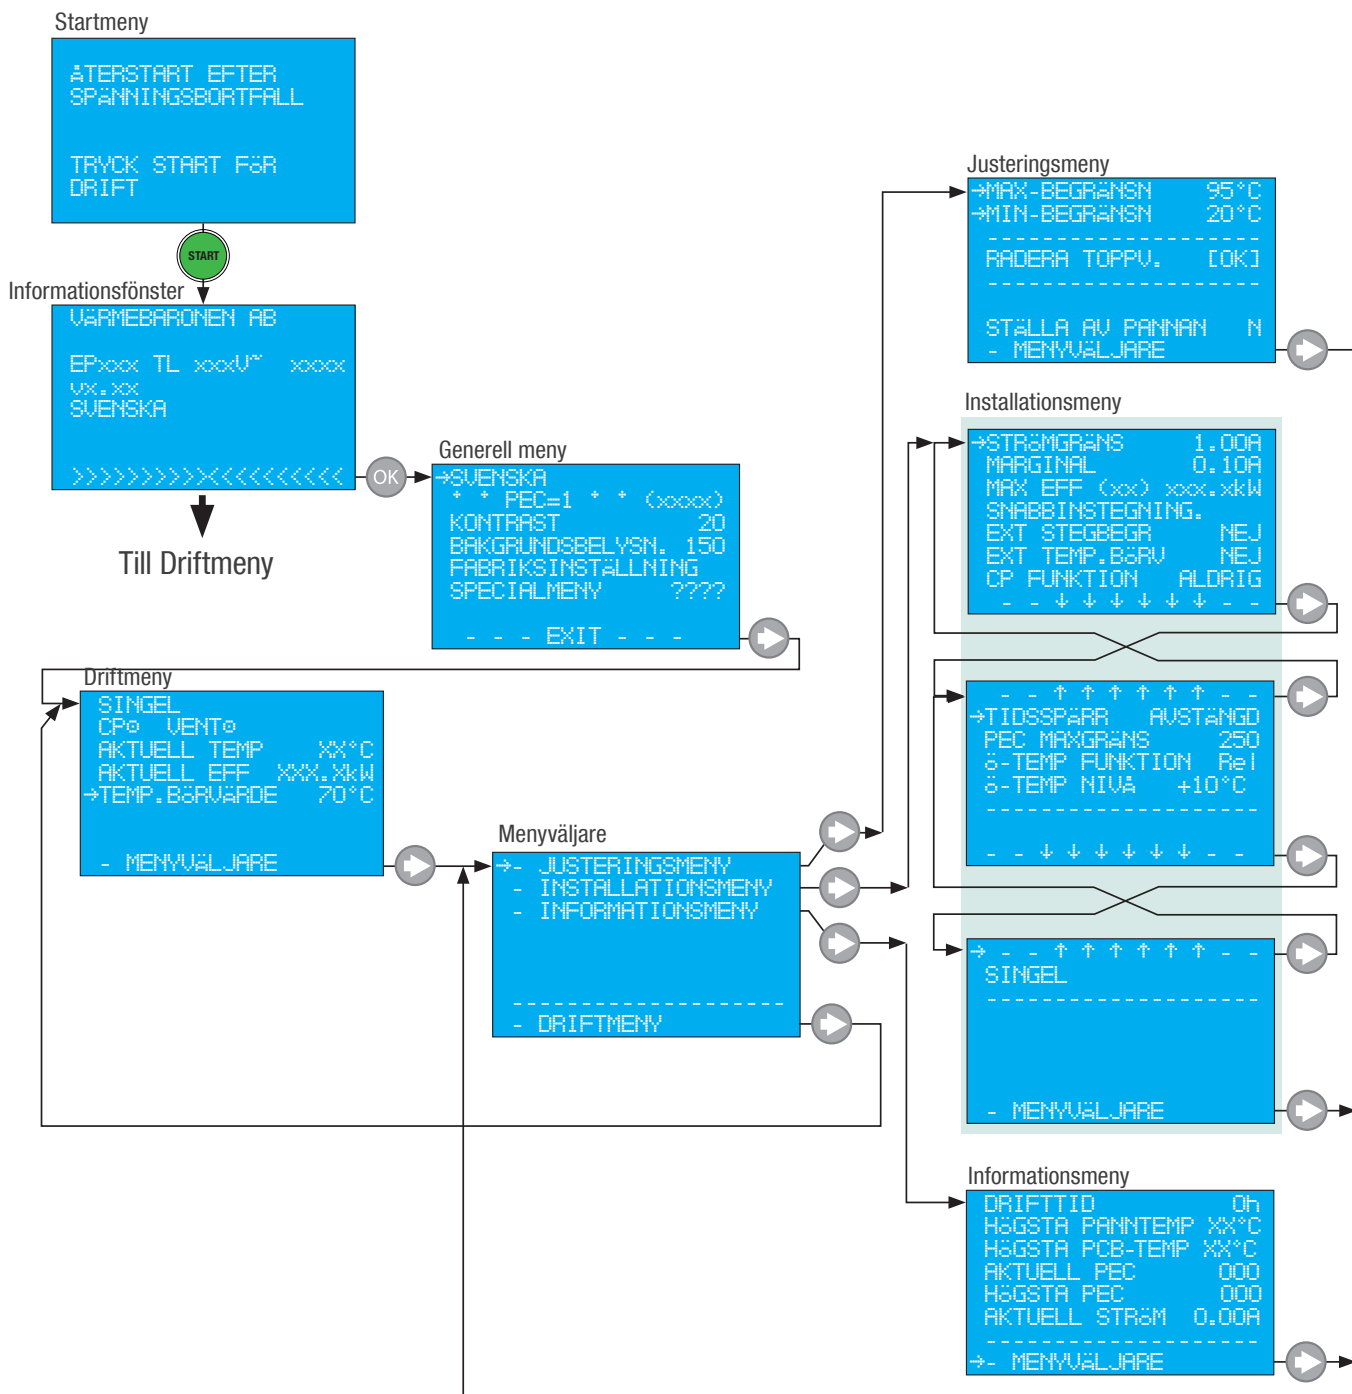 Startmeny
ÅTERSTART EFTER
SPÄNNINGSBORTFALL
TRYCK START FÖR
DRIFT
START
Informationsfönster
VÄRMEBARONEN AB
EPxxx TL xxxV~ xxxx
vx.xx
SVENSKA
>>>>>>>>>><<<<<<<<<<
OK
Till Driftmeny
Generell meny
→SVENSKA
* * PEC=1 * * (xxxx)
KONTRAST 20
BAKGRUNDSBELYSN. 150
FABRIKSINSTÄLLNING
SPECIALMENY ????
- - - EXIT - - -
Driftmeny
SINGEL
CP⊙ VENT⊙
AKTUELL TEMP XX°C
AKTUELL EFF XXX.XkW
→TEMP.BÖRVÄRDE 70°C
- MENYVÄLJARE
Menyväljare
→- JUSTERINGSMENY
- INSTALLATIONSMENY
- INFORMATIONSMENY
--------------------
- DRIFTMENY
Justeringsmeny
→MAX-BEGRÄNSN 95°C
→MIN-BEGRÄNSN 20°C
--------------------
RADERA TOPPV. [OK]
--------------------
STÄLLA AV PANNAN N
- MENYVÄLJARE
Installationsmeny
→STRÖMGRÄNS 1.00A
MARGINAL 0.10A
MAX EFF (xx) xxx.xkW
SNABBINSTEGNING.
EXT STEGBEGR NEJ
EXT TEMP.BÖRV NEJ
CP FUNKTION ALDRIG
- - ↓ ↓ ↓ ↓ ↓ ↓ - -
- - ↑ ↑ ↑ ↑ ↑ ↑ - -
→TIDSSPÄRR AVSTÄNGD
PEC MAXGRÄNS 250
Ö-TEMP FUNKTION Rel
Ö-TEMP NIVÅ +10°C
--------------------
- - ↓ ↓ ↓ ↓ ↓ ↓ - -
→ - - ↑ ↑ ↑ ↑ ↑ ↑ - -
SINGEL
--------------------
- MENYVÄLJARE
Informationsmeny
DRIFTTID 0h
HÖGSTA PANNTEMP XX°C
HÖGSTA PCB-TEMP XX°C
AKTUELL PEC 000
HÖGSTA PEC 000
AKTUELL STRÖM 0.00A
--------------------
→- MENYVÄLJARE